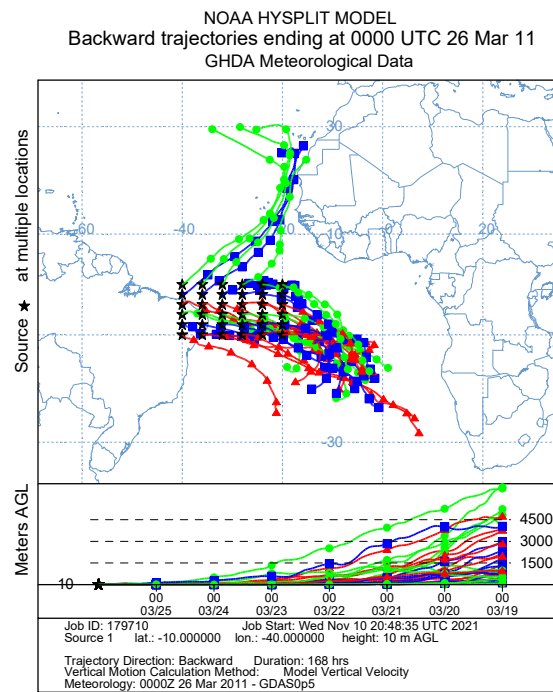 NOAA HYSPLIT MODEL
Backward trajectories ending at 0000 UTC 26 Mar 11
GHDA Meteorological Data
Source ★ at multiple locations
30
-60
-40
-20
20
-10
-30
Meters AGL
10
4500
3000
1500
00 00 00 00 00 00 00
03/25 03/24 03/23 03/22 03/21 03/20 03/19
Job ID: 179710 Job Start: Wed Nov 10 20:48:35 UTC 2021
Source 1 lat.: -10.000000 lon.: -40.000000 height: 10 m AGL
Trajectory Direction: Backward Duration: 168 hrs
Vertical Motion Calculation Method: Model Vertical Velocity
Meteorology: 0000Z 26 Mar 2011 - GDAS0p5